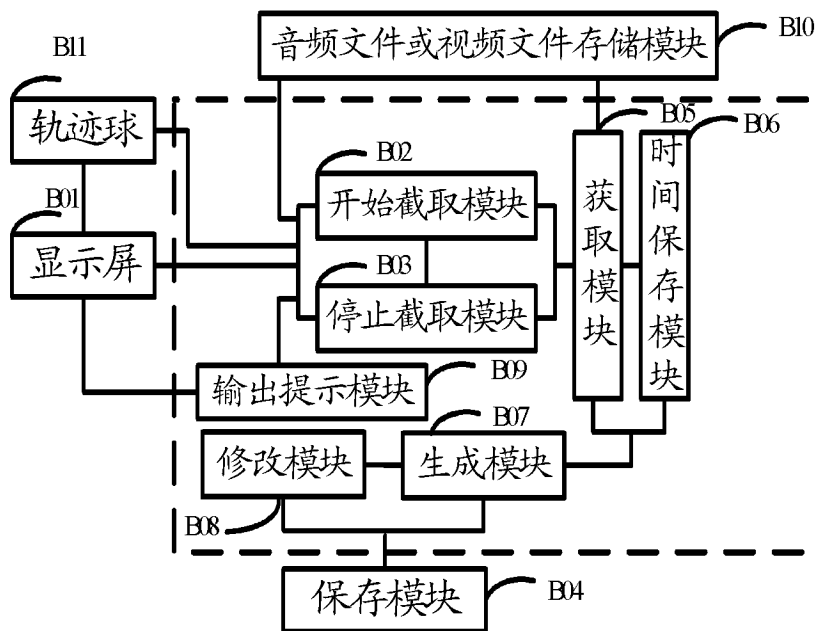 音频文件或视频文件存储模块
B10
B11
轨迹球
B01
显示屏
B02
开始截取模块
B03
停止截取模块
B05
获取模块
B06
时间保存模块
B09
输出提示模块
B07
修改模块
生成模块
B08
保存模块
B04